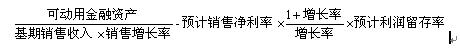 可动用金融资产
基期销售收入×销售增长率
-预计销售净利率×
1+增长率
增长率
×预计利润留存率